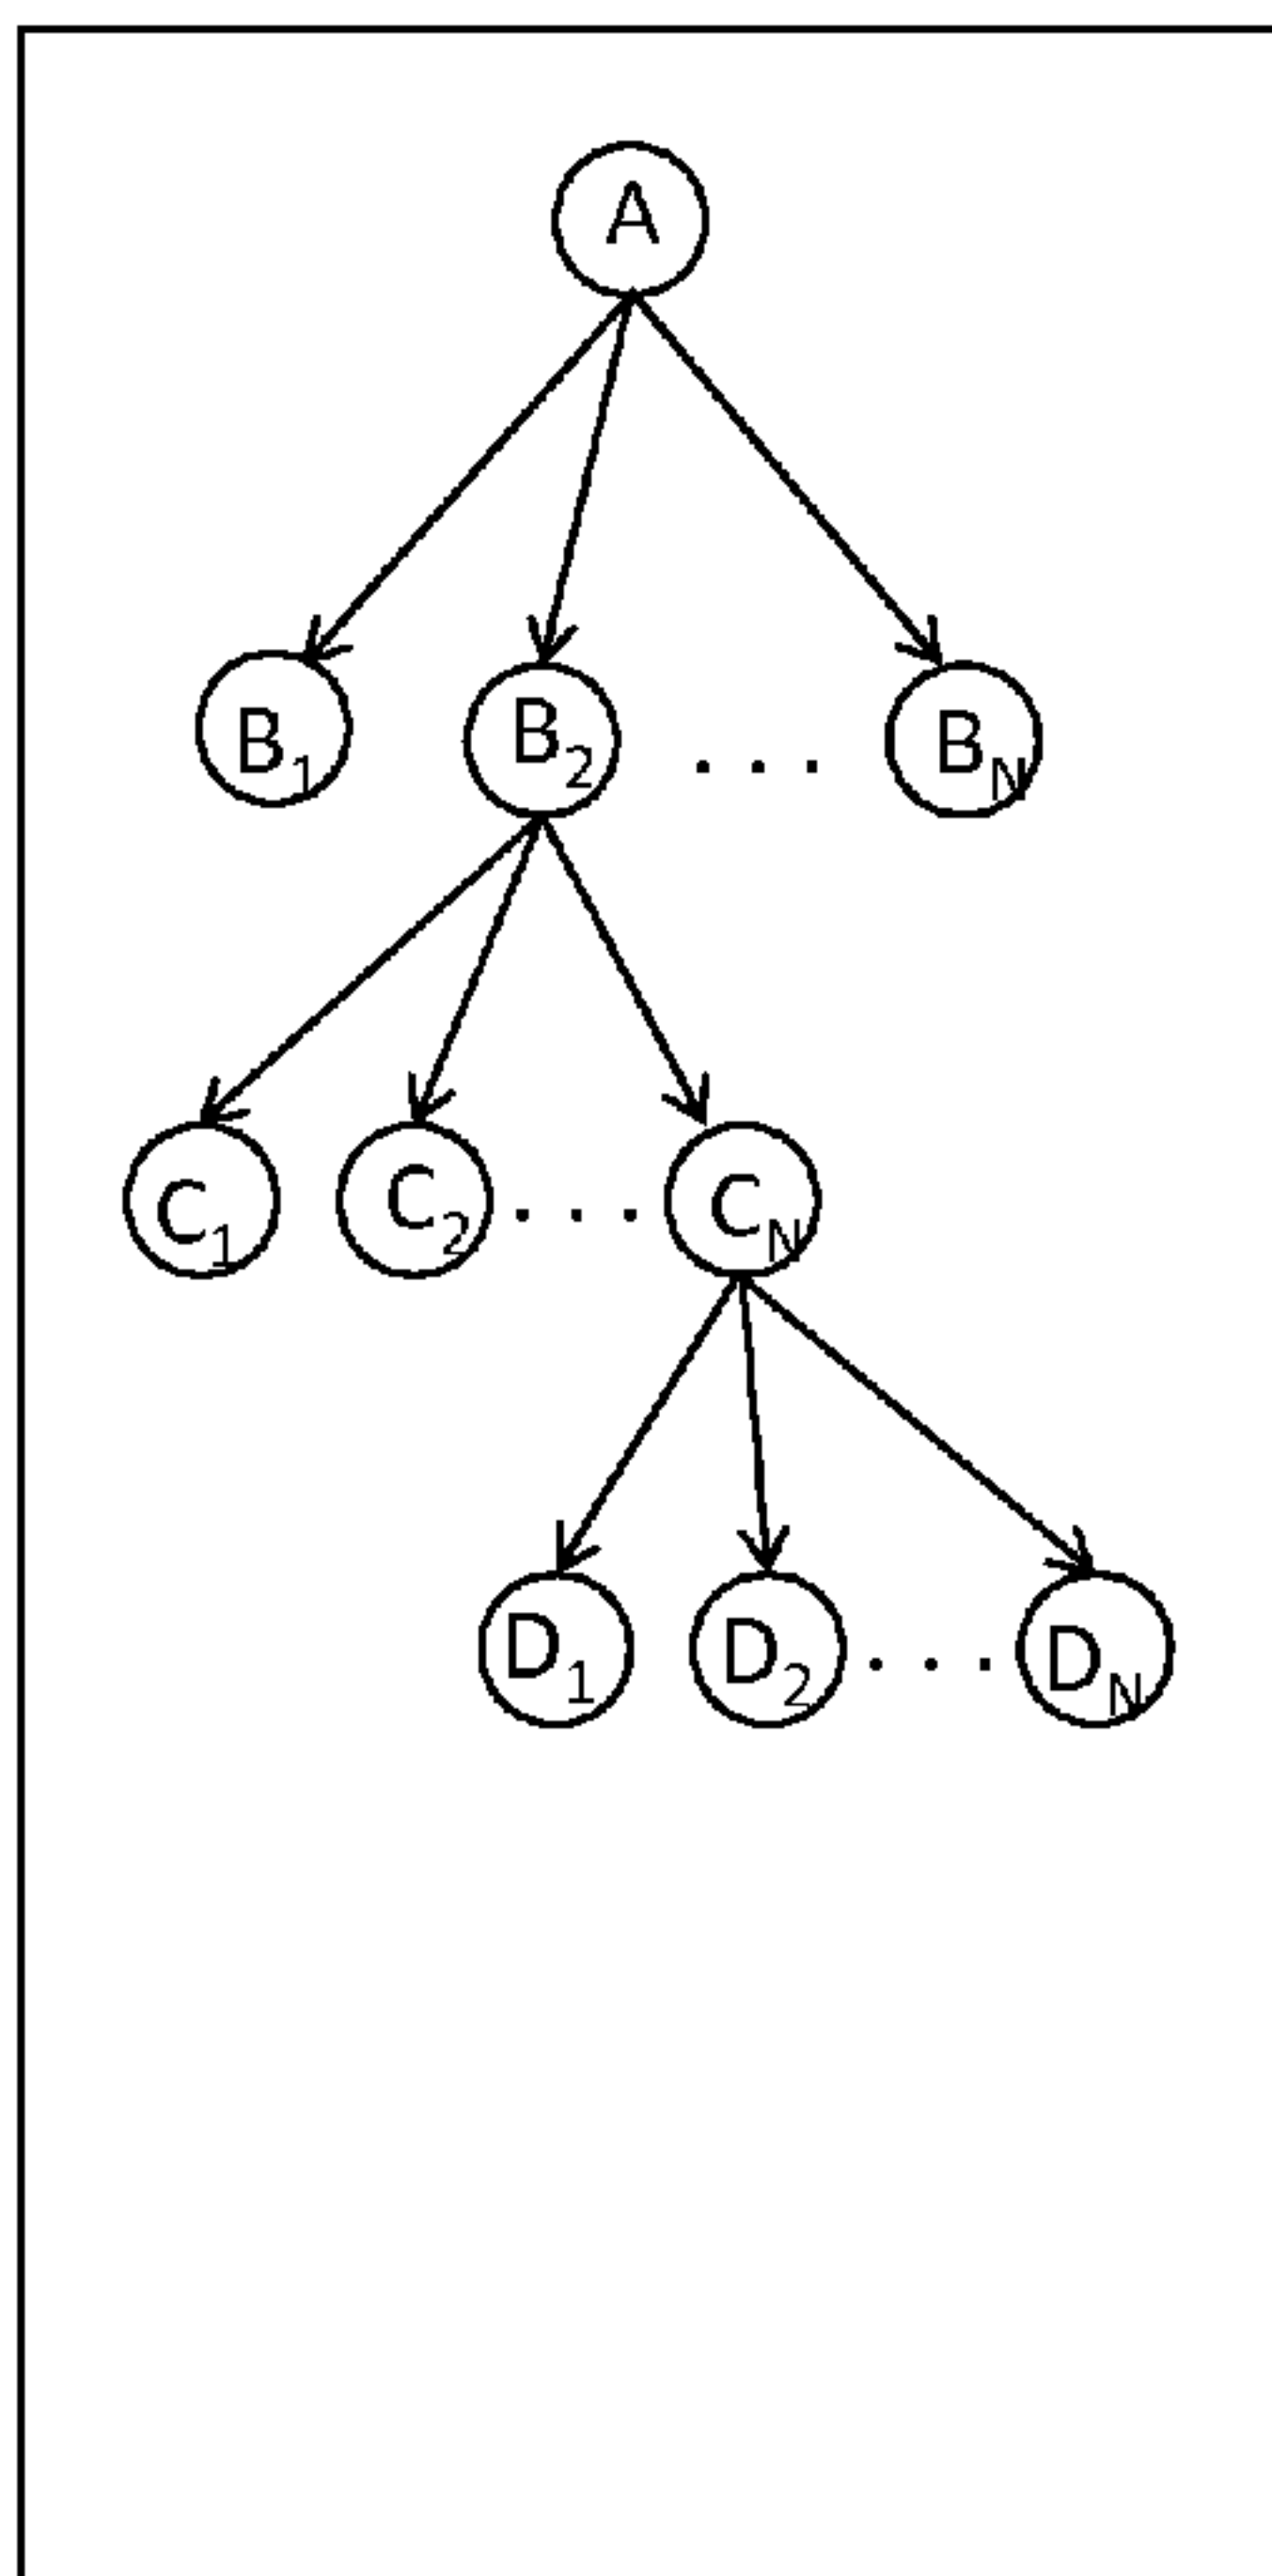 A
B1 B2 . . . BN
C1 C2 . . . CN
D1 D2 . . . DN